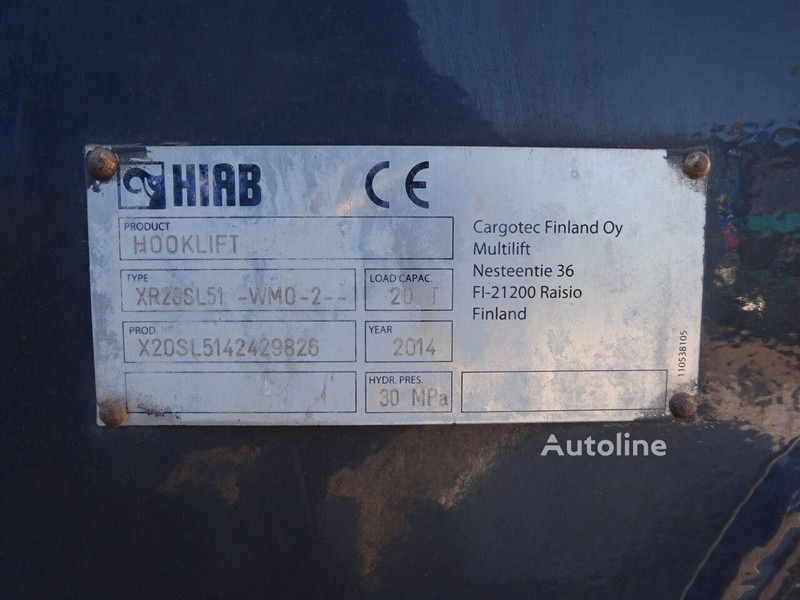 HIAB CE
PRODUCT
HOOKLIFT
TYPE
XR20SL51 -WMO-2--
LOAD CAPAC.
20 T
PROD
X20SL5142429826
YEAR
2014
HYDR. PRES.
30 MPa
Cargotec Finland Oy
Multilift
Nesteentie 36
FI-21200 Raisio
Finland
110538105
Autoline